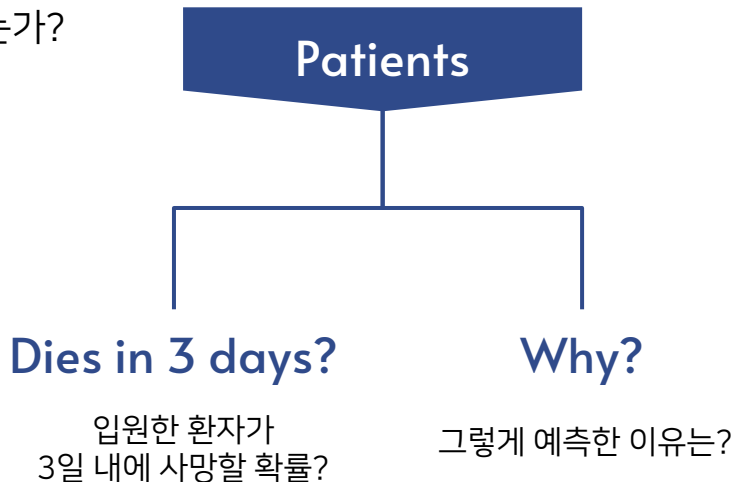 는가?
Patients
Dies in 3 days?
Why?
입원한 환자가
3일 내에 사망할 확률?
그렇게 예측한 이유는?